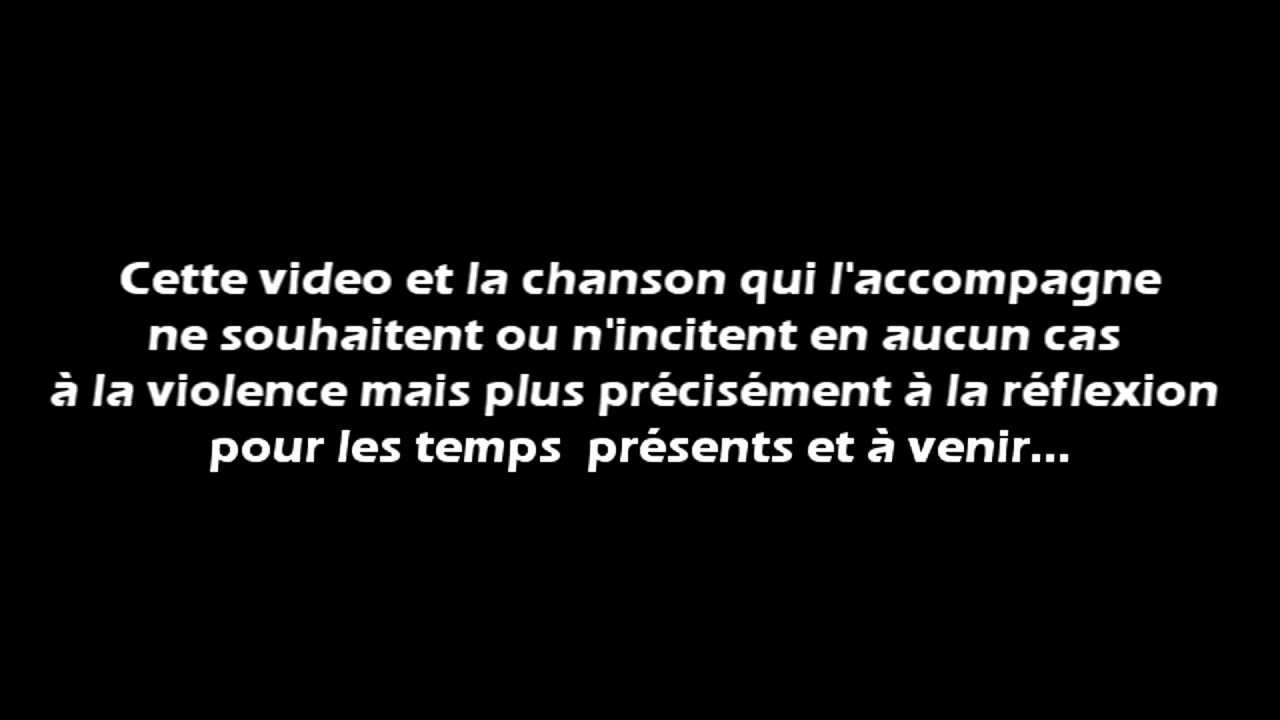 Cette video et la chanson qui l'accompagne
ne souhaitent ou n'incitent en aucun cas
à la violence mais plus précisément à la réflexion
pour les temps  présents et à venir...